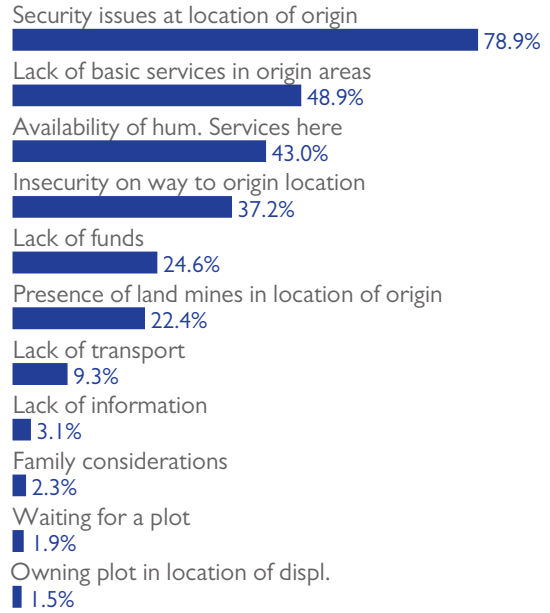 Security issues at location of origin
78.9%
Lack of basic services in origin areas
48.9%
Availability of hum. Services here
43.0%
Insecurity on way to origin location
37.2%
Lack of funds
24.6%
Presence of land mines in location of origin
22.4%
Lack of transport
9.3%
Lack of information
3.1%
Family considerations
2.3%
Waiting for a plot
1.9%
Owning plot in location of displ.
1.5%